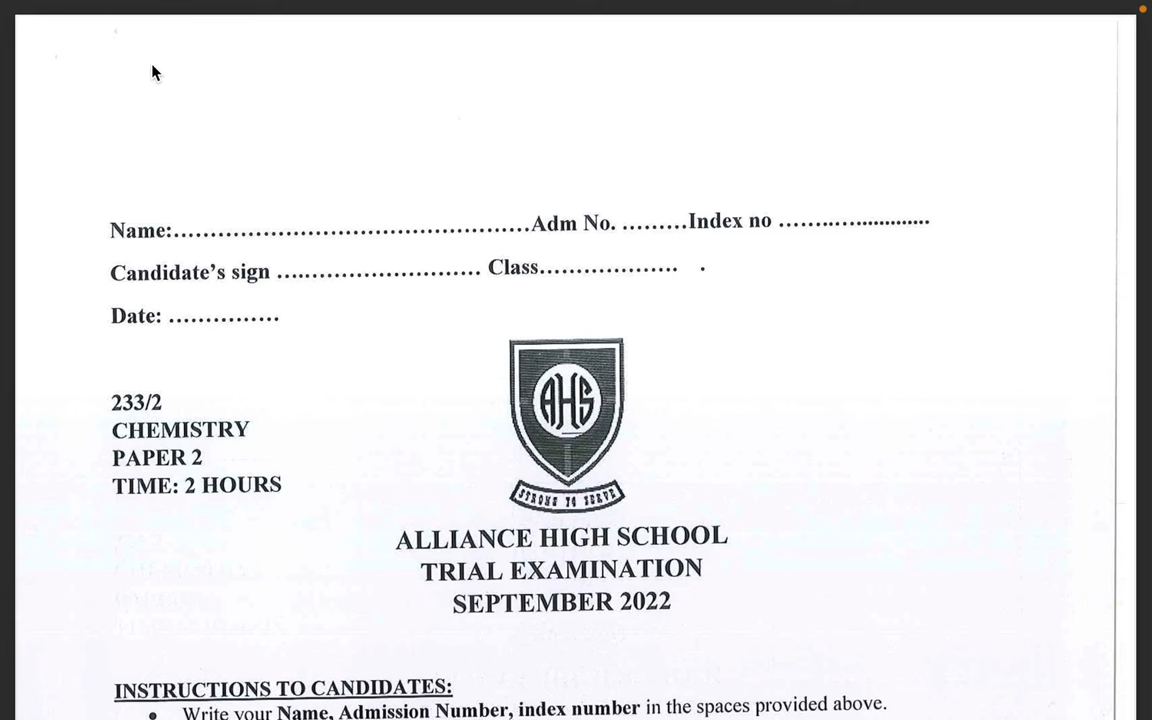 Name:..............................................Adm No. .........Index no .......................
Candidate's sign ............................ Class................... .
Date: ...............
AHS
STRONG TO SERVE
233/2
CHEMISTRY
PAPER 2
TIME: 2 HOURS
ALLIANCE HIGH SCHOOL
TRIAL EXAMINATION
SEPTEMBER 2022
INSTRUCTIONS TO CANDIDATES:
• Write your Name, Admission Number, index number in the spaces provided above.